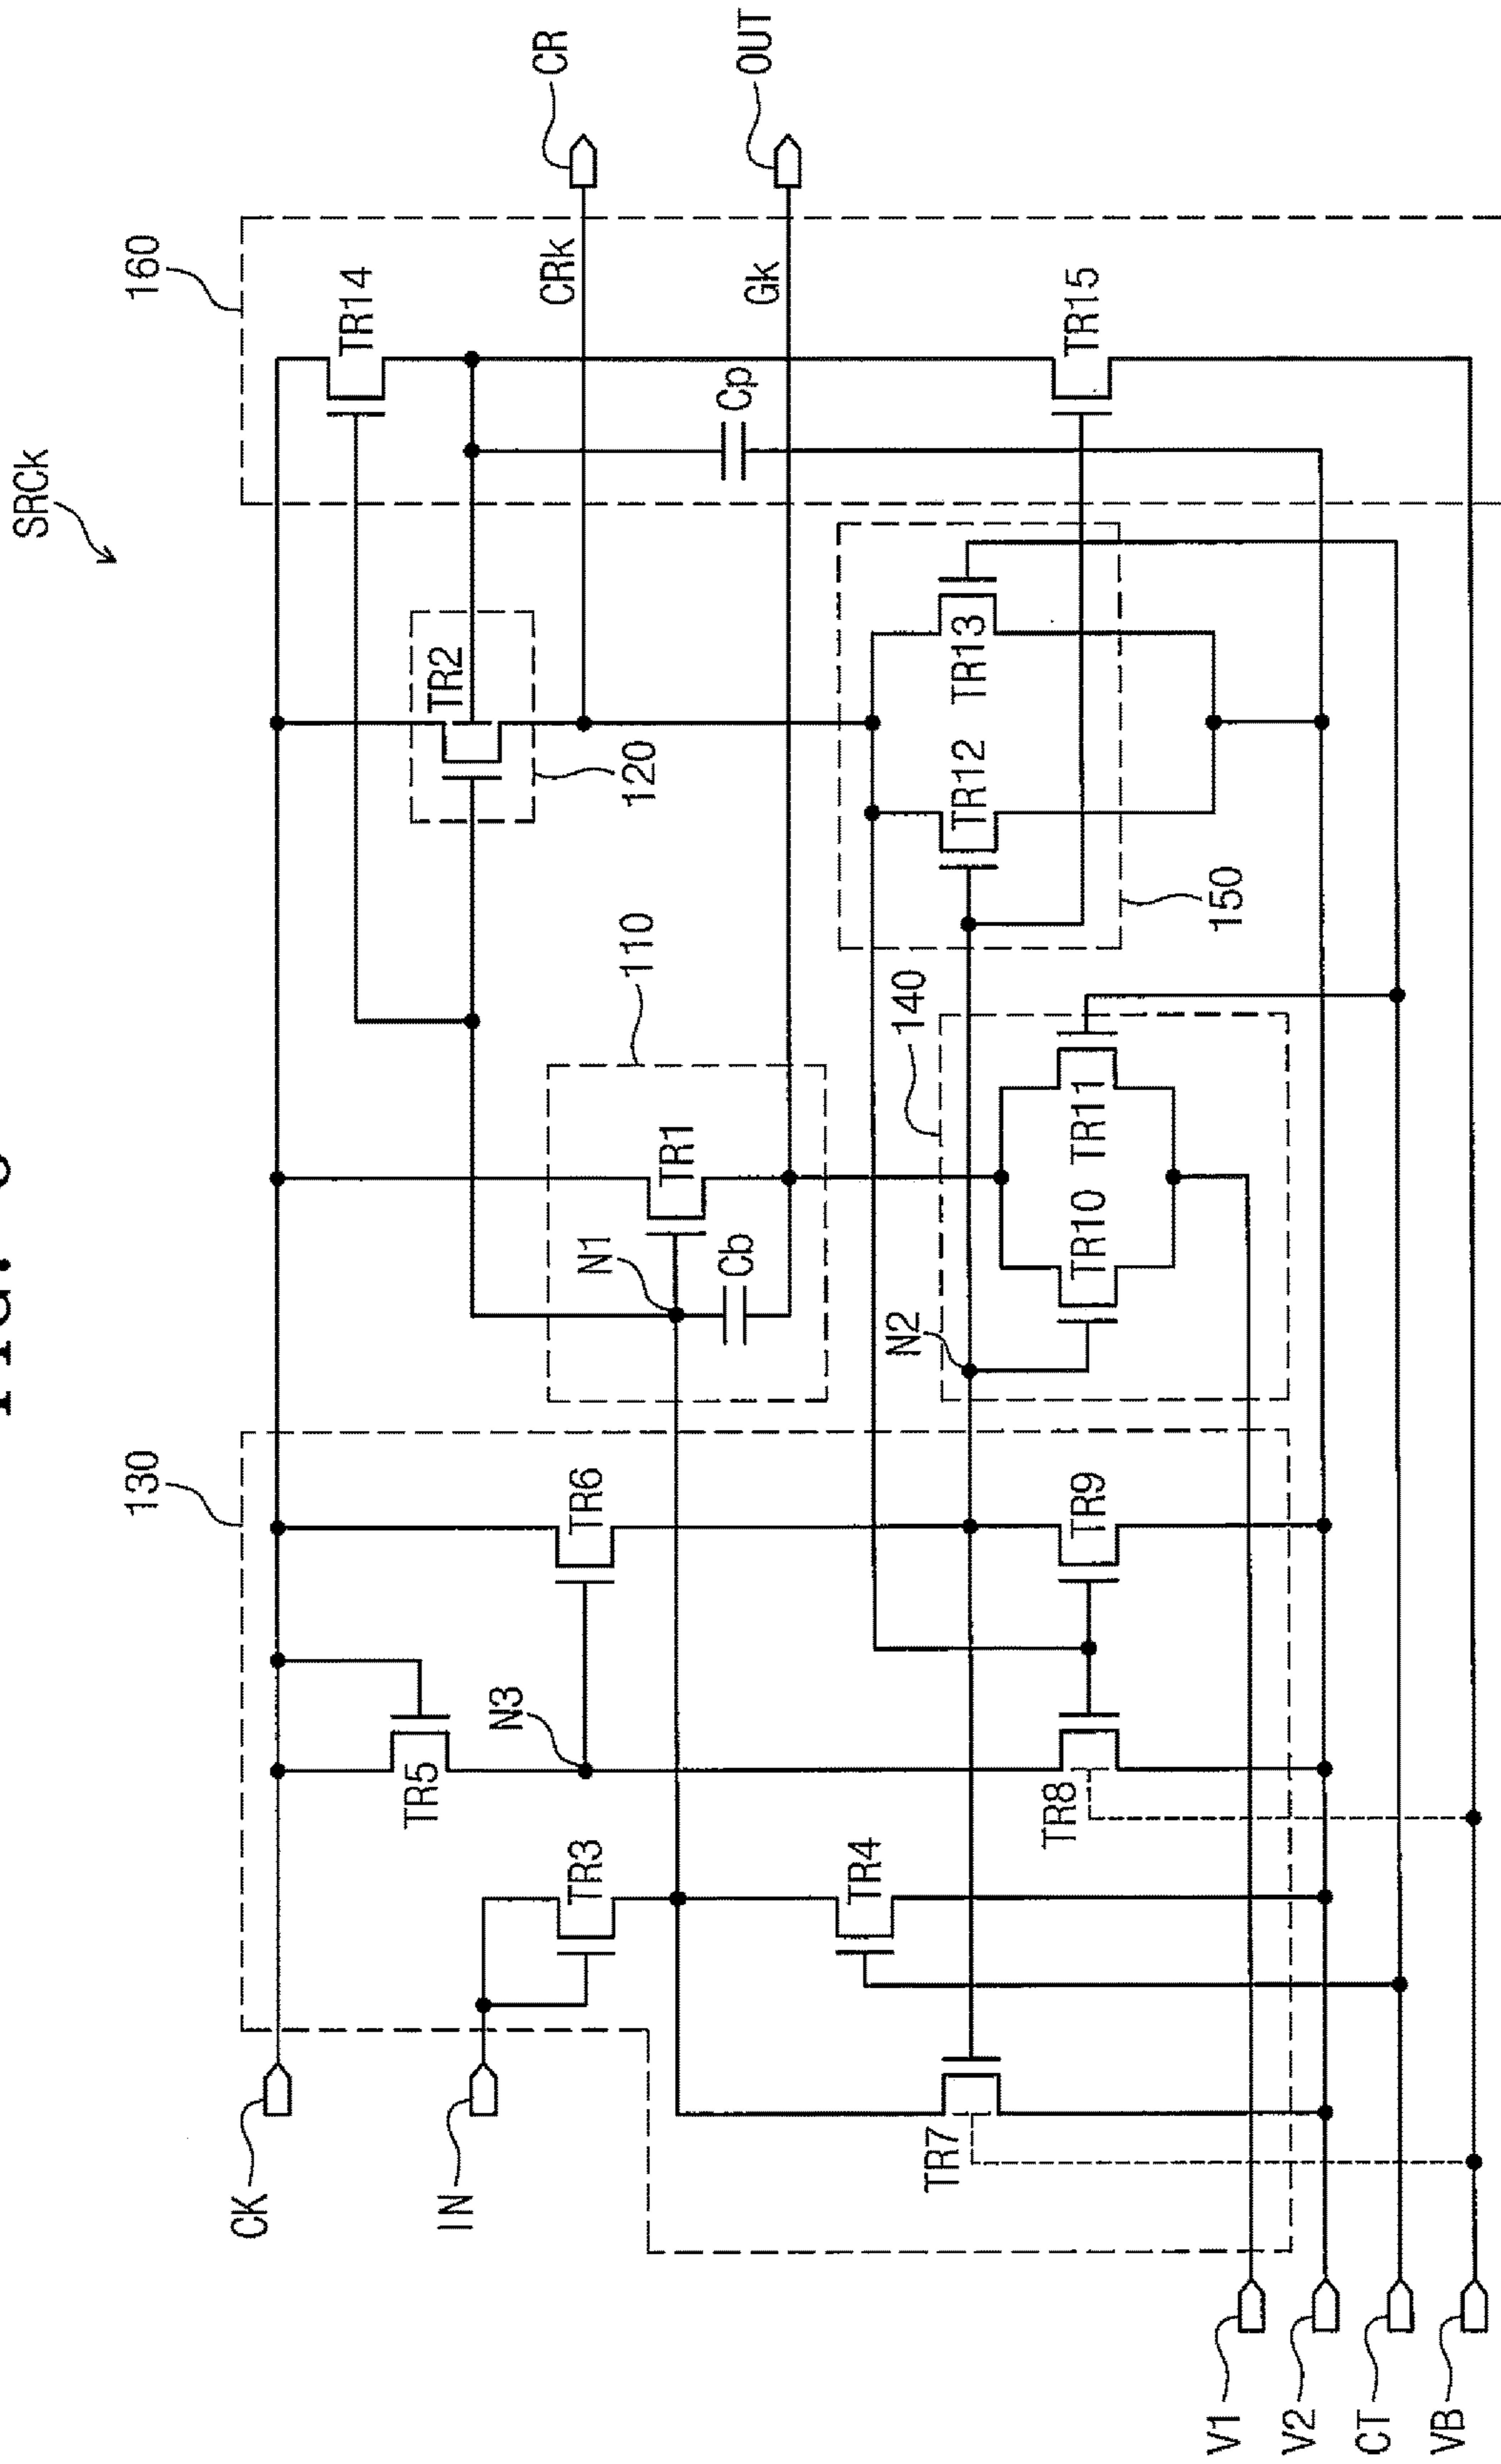 SRCk
160
TR14
CRk
CR
Gk
OUT
Cp
TR15
TR2
120
TR13
TR12
150
110
140
TR1
N1
Cb
TR11
TR10
N2
130
TR6
TR9
N3
TR5
TR8
TR3
TR4
TR7
CK
IN
V1
V2
CT
VB